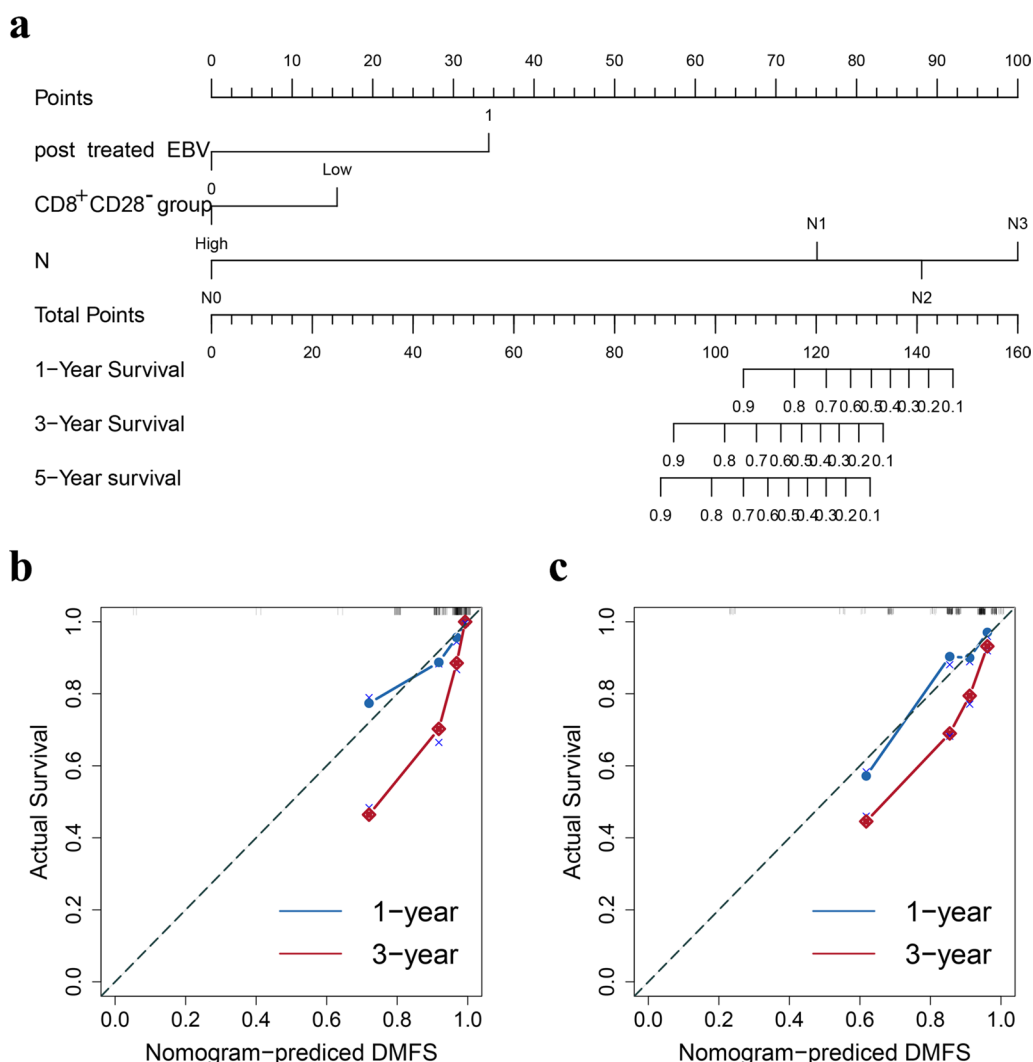 a
0 10 20 30 40 50 60 70 80 90 100
Points
1
post treated EBV
0 Low
CD8+CD28- group
High N1 N3
N
N0 N2
Total Points
0 20 40 60 80 100 120 140 160
1-Year Survival
0.9 0.8 0.7 0.6 0.5 0.4 0.3 0.2 0.1
3-Year Survival
0.9 0.8 0.7 0.6 0.5 0.4 0.3 0.2 0.1
5-Year survival
0.9 0.8 0.7 0.6 0.5 0.4 0.3 0.2 0.1
b
Actual Survival
1.0
0.8
0.6
0.4
0.2
0.0
1-year
3-year
0.0 0.2 0.4 0.6 0.8 1.0
Nomogram-prediced DMFS
c
Actual Survival
1.0
0.8
0.6
0.4
0.2
0.0
1-year
3-year
0.0 0.2 0.4 0.6 0.8 1.0
Nomogram-prediced DMFS